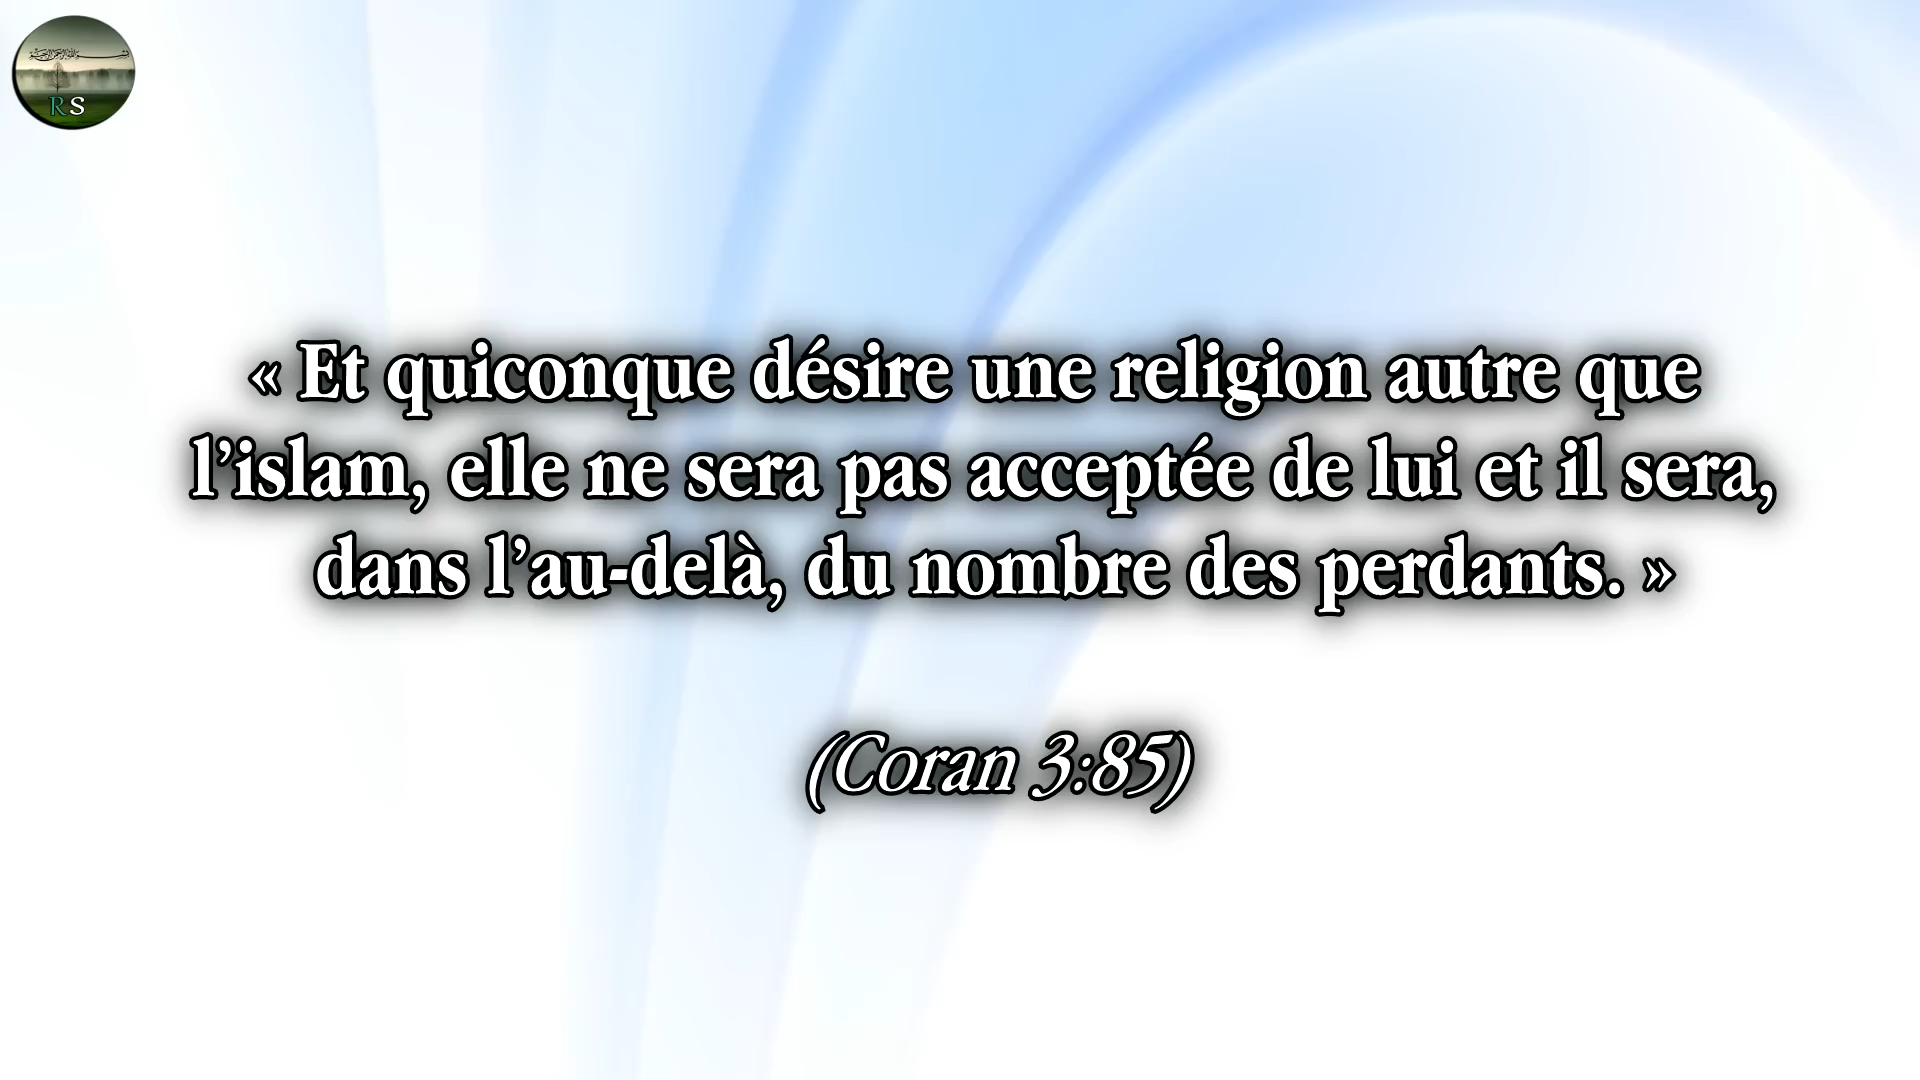 RS
« Et quiconque désire une religion autre que
l’islam, elle ne sera pas acceptée de lui et il sera,
dans l’au-delà, du nombre des perdants. »
(Coran 3:85)